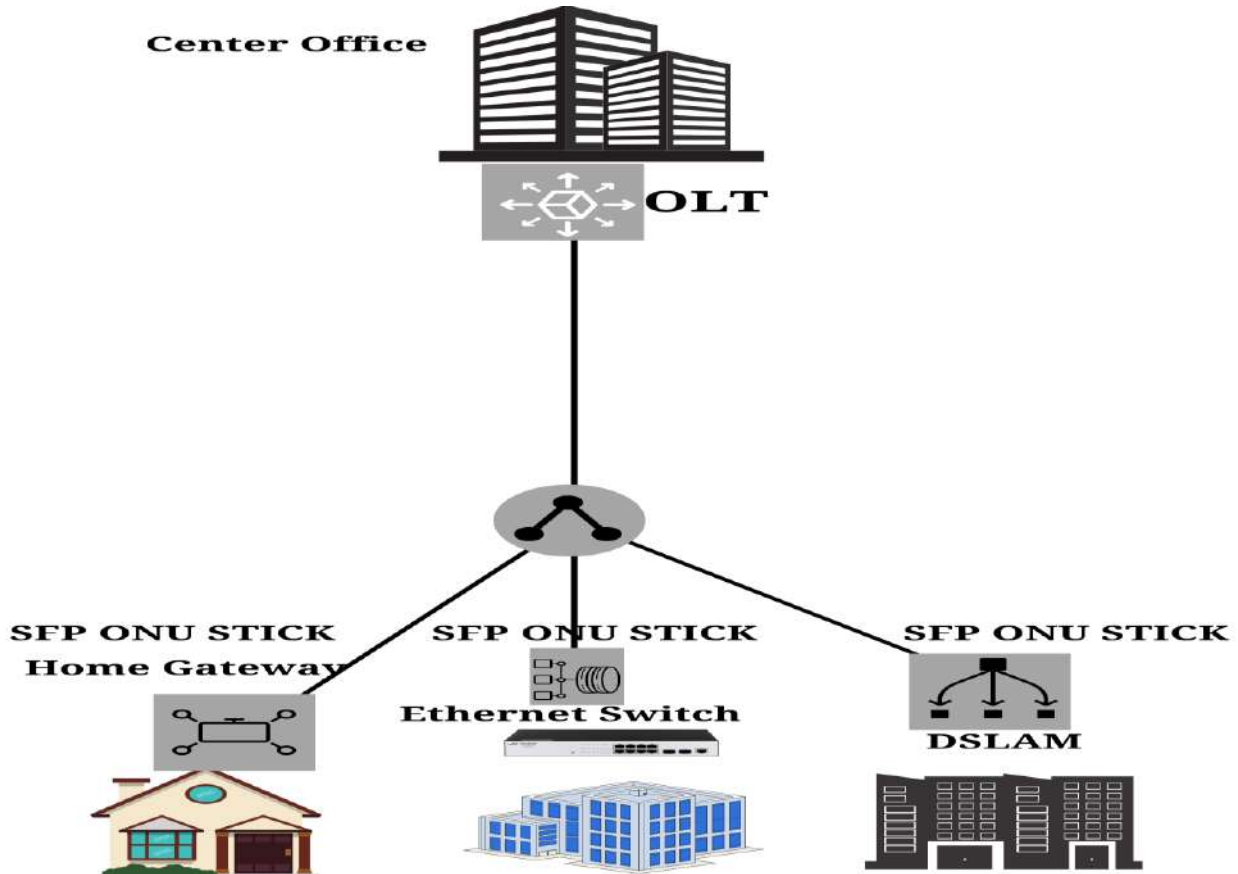 Center Office
OLT
SFP ONU STICK
Home Gateway
SFP ONU STICK
Ethernet Switch
SFP ONU STICK
DSLAM